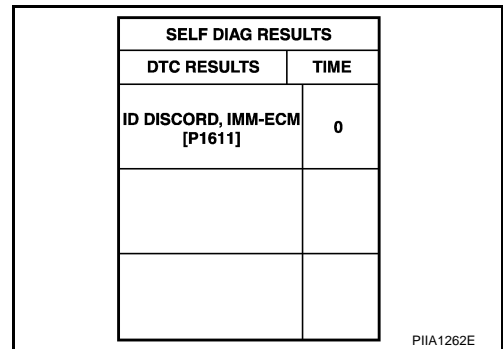 SELF DIAG RESULTS
DTC RESULTS TIME
ID DISCORD, IMM-ECM 0
[P1611]
PIIA1262E